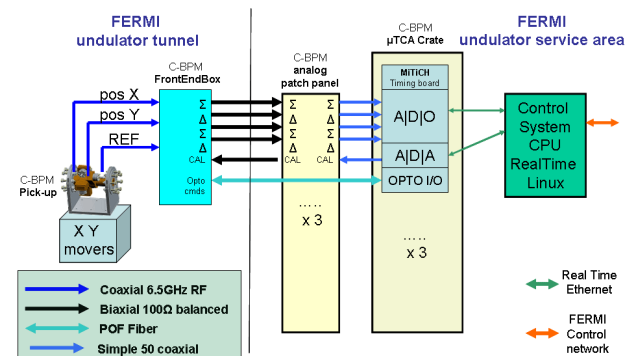 FERMI
undulator tunnel
FERMI
undulator service area
C-BPM
FrontEndBox
C-BPM
analog
patch panel
C-BPM
µTCA Crate
MiTiCH
Timing board
pos X
pos Y
REF
C-BPM
Pick-up
X Y
movers
Σ
Δ
Σ
Δ
CAL
Opto
cmds
Σ Σ
Δ Δ
Σ Σ
Δ Δ
CAL CAL
.....
x 3
A|D|O
A|D|A
OPTO I/O
.....
x 3
Control
System
CPU
RealTime
Linux
Coaxial 6.5GHz RF
Biaxial 100Ω balanced
POF Fiber
Simple 50 coaxial
Real Time
Ethernet
FERMI
Control
network